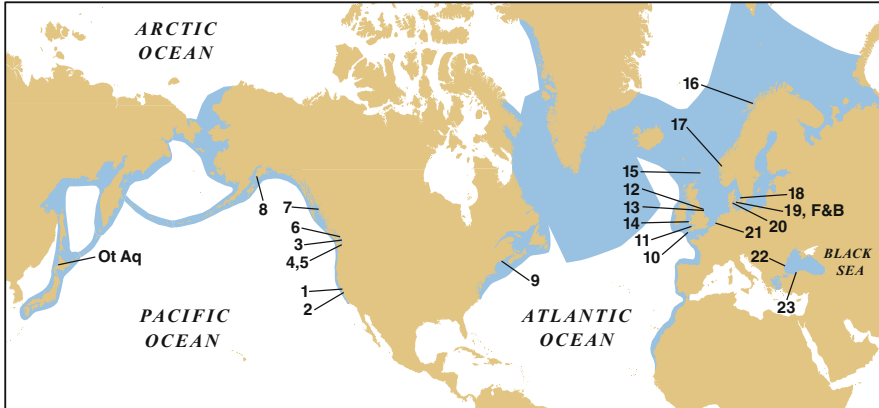 ARCTIC
OCEAN
16
17
15
12
13
14
11
10
18
19, F&B
20
21
22
BLACK
SEA
23
8
7
6
3
4,5
9
Ot Aq
1
2
PACIFIC
OCEAN
ATLANTIC
OCEAN